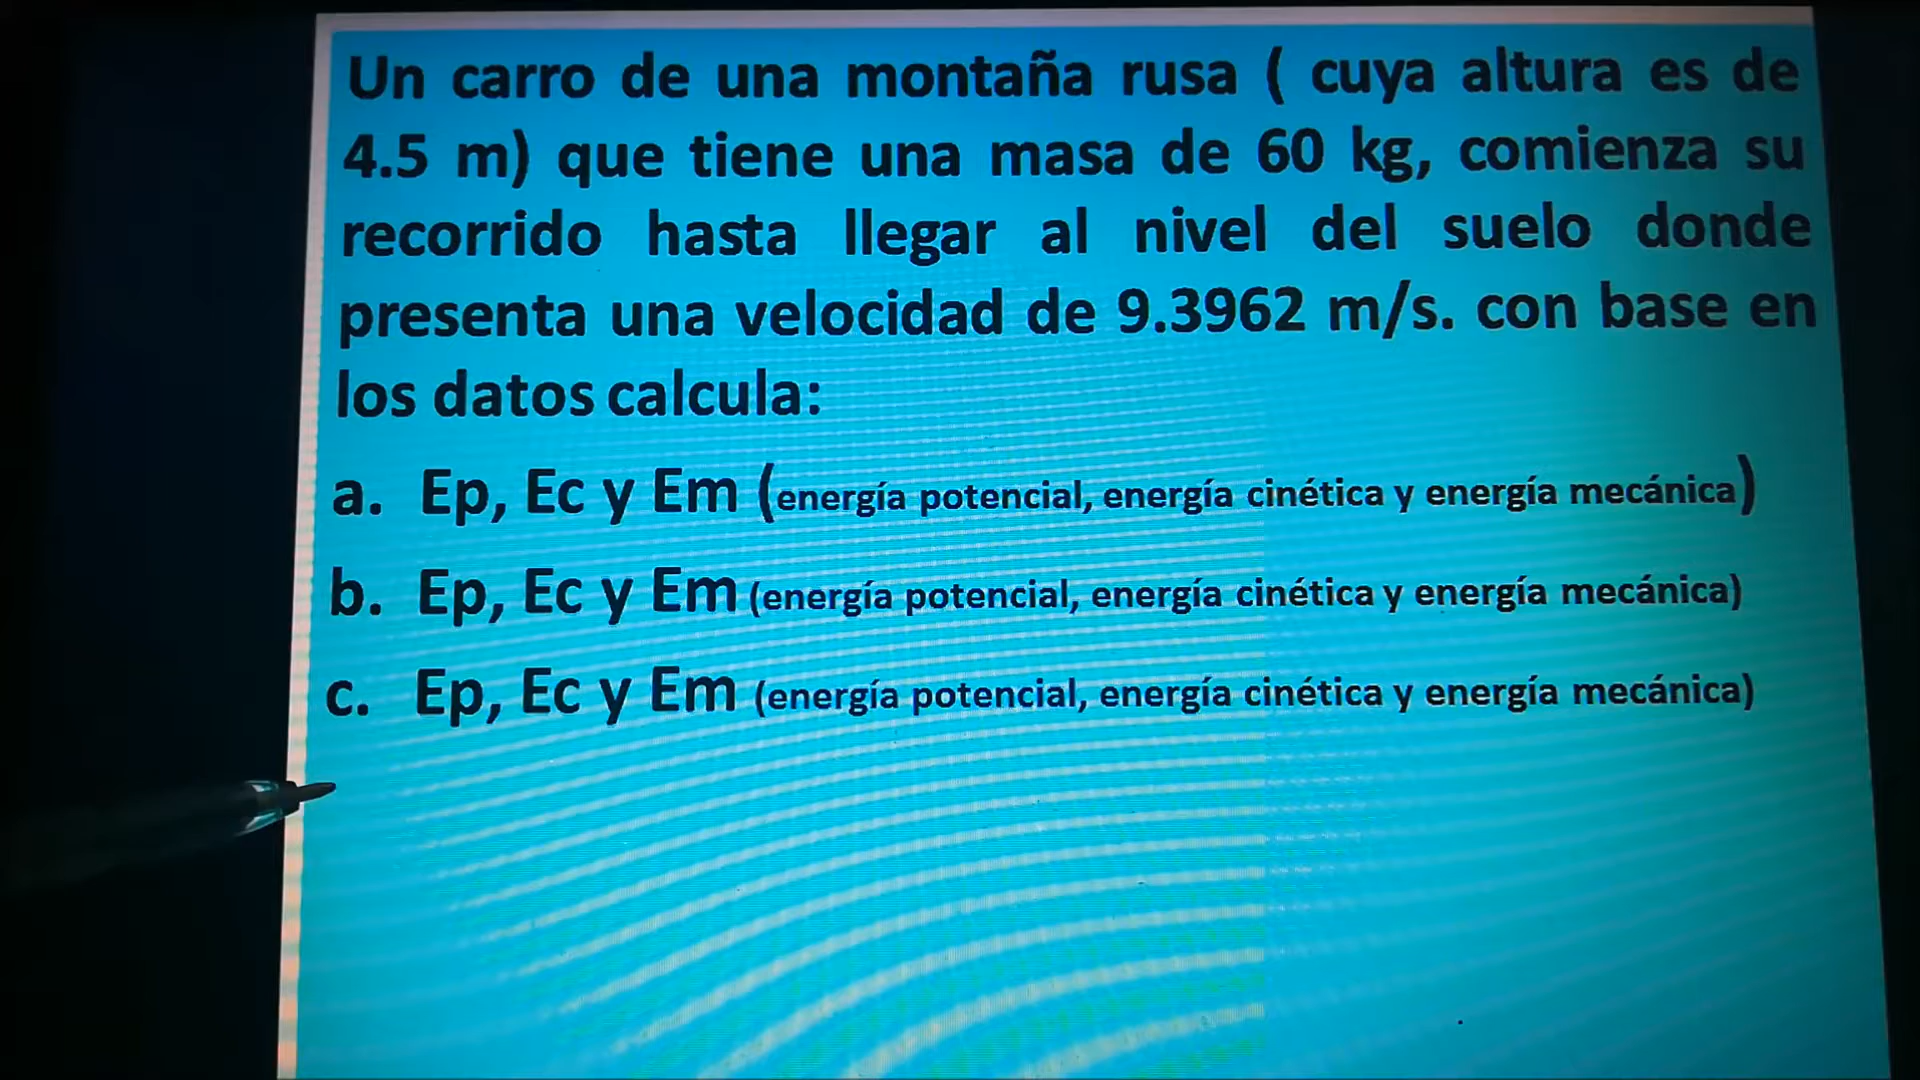 Un carro de una montaña rusa ( cuya altura es de
4.5 m) que tiene una masa de 60 kg, comienza su
recorrido hasta llegar al nivel del suelo donde
presenta una velocidad de 9.3962 m/s. con base en
los datos calcula:
a. Ep, Ec y Em (energía potencial, energía cinética y energía mecánica)
b. Ep, Ec y Em (energía potencial, energía cinética y energía mecánica)
c. Ep, Ec y Em (energía potencial, energía cinética y energía mecánica)